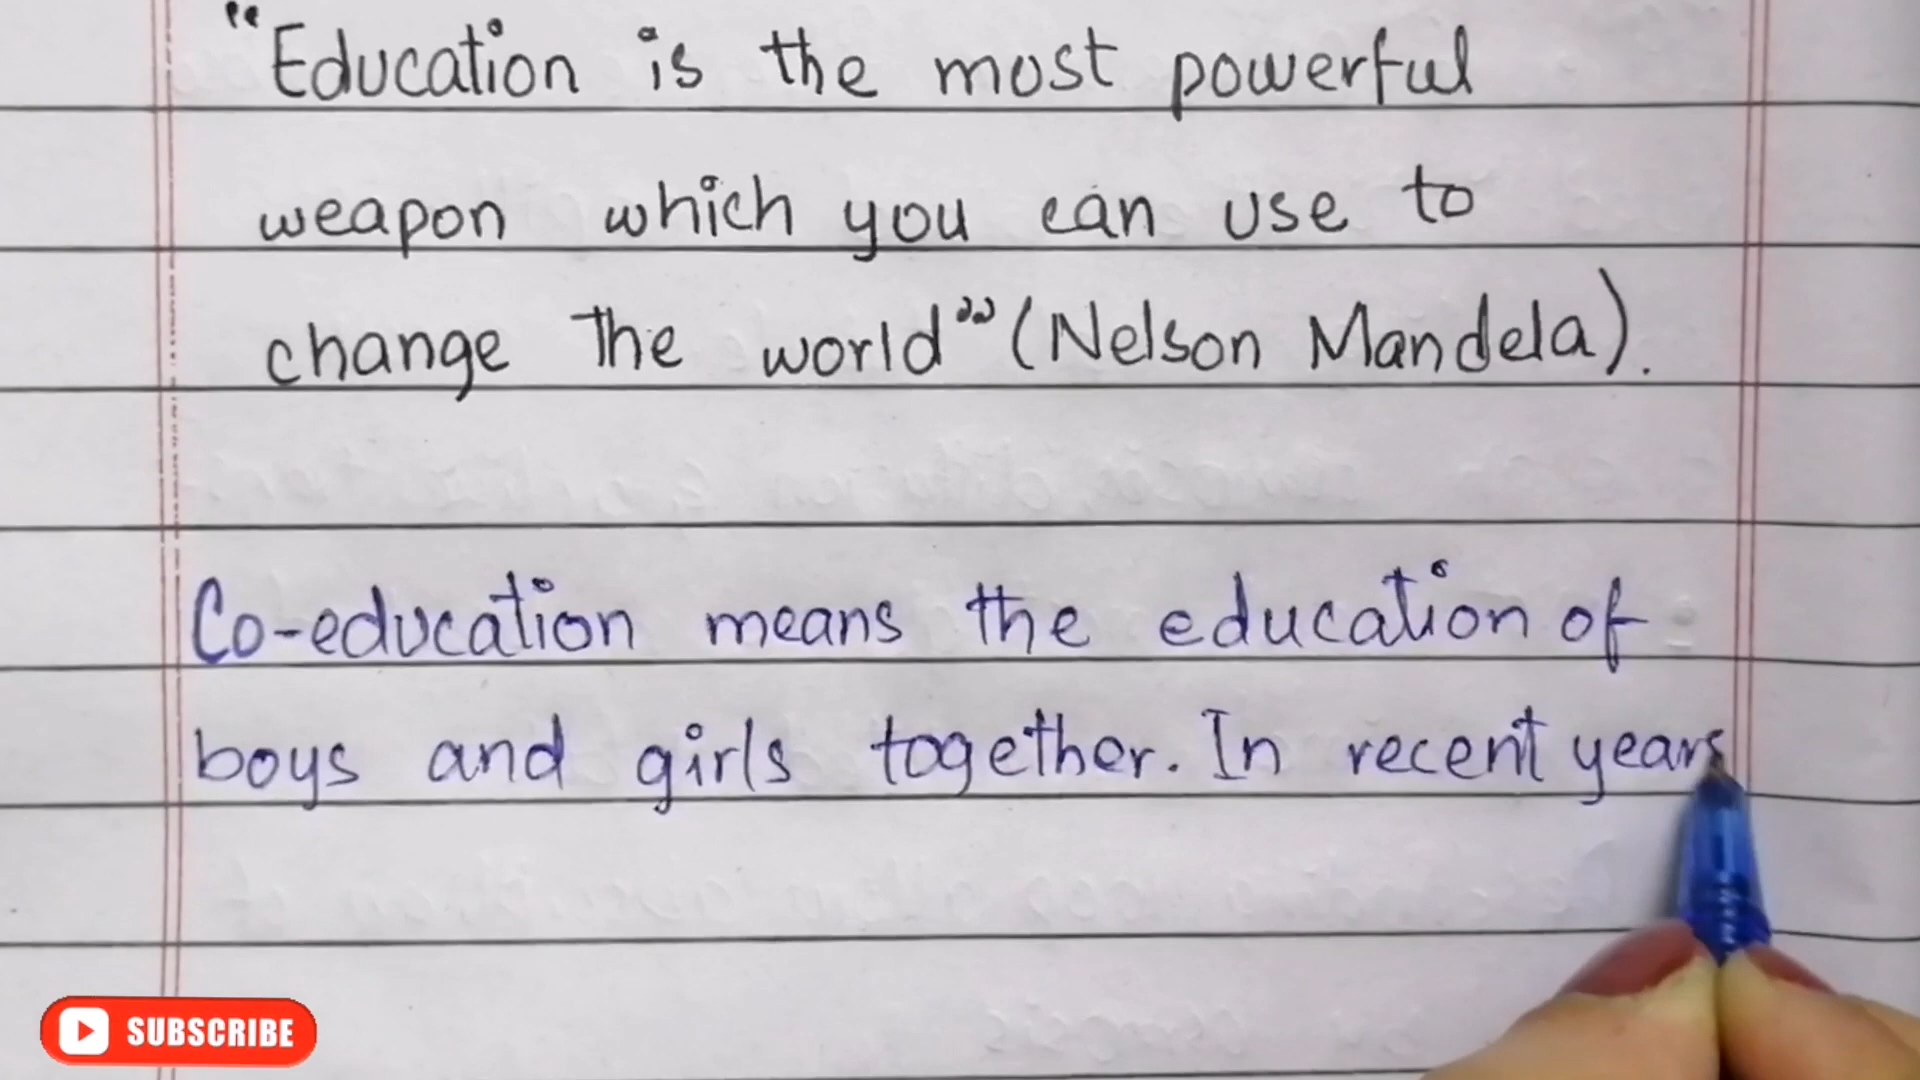 "Education is the most powerful
weapon which you can use to
change the world" (Nelson Mandela).
Co-education means the education of
boys and girls together. In recent years
SUBSCRIBE